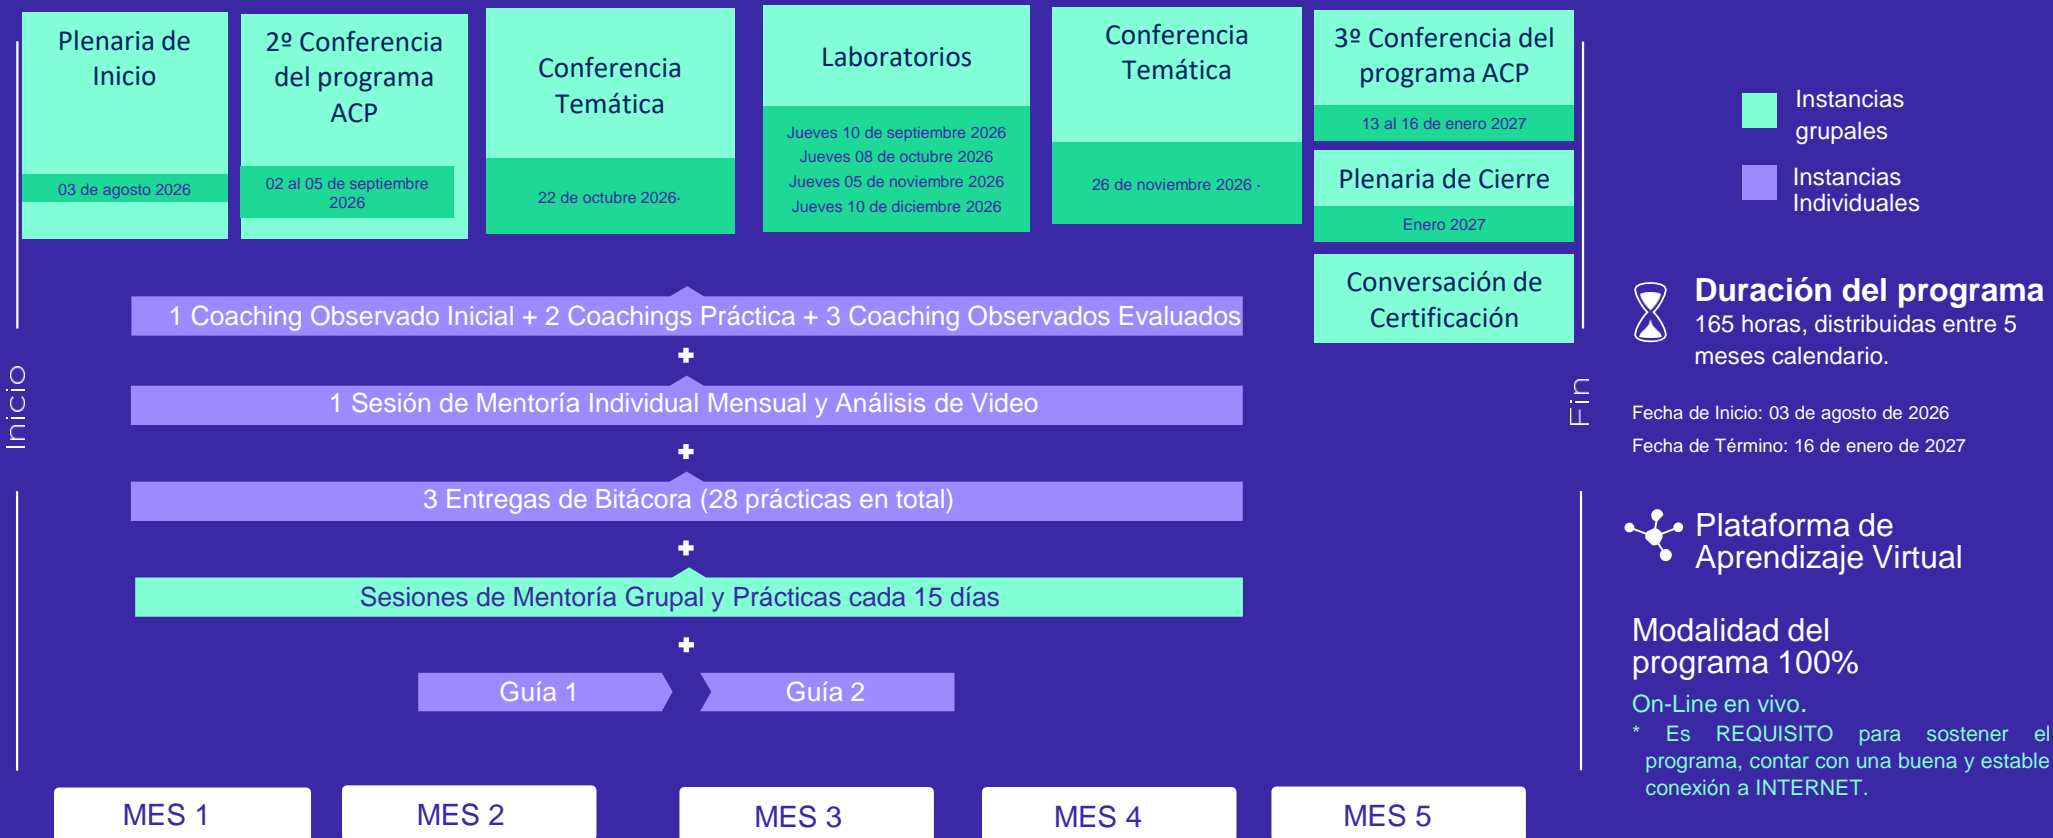 Plenaria de
Inicio
03 de agosto 2026
2º Conferencia
del programa
ACP
02 al 05 de septiembre
2026
Conferencia
Temática
22 de octubre 2026.
Laboratorios
Jueves 10 de septiembre 2026
Jueves 08 de octubre 2026
Jueves 05 de noviembre 2026
Jueves 10 de diciembre 2026
Conferencia
Temática
26 de noviembre 2026 .
3º Conferencia del
programa ACP
13 al 16 de enero 2027
Plenaria de Cierre
Enero 2027
Conversación de
Certificación
Inicio
1 Coaching Observado Inicial + 2 Coachings Práctica + 3 Coaching Observados Evaluados
+
1 Sesión de Mentoría Individual Mensual y Análisis de Video
+
3 Entregas de Bitácora (28 prácticas en total)
+
Sesiones de Mentoría Grupal y Prácticas cada 15 días
+
Guía 1
Guía 2
Fin
MES 1
MES 2
MES 3
MES 4
MES 5
Instancias
grupales
Instancias
Individuales
Duración del programa
165 horas, distribuidas entre 5
meses calendario.
Fecha de Inicio: 03 de agosto de 2026
Fecha de Término: 16 de enero de 2027
Plataforma de
Aprendizaje Virtual
Modalidad del
programa 100%
On-Line en vivo.
* Es REQUISITO para sostener el
programa, contar con una buena y estable
conexión a INTERNET.